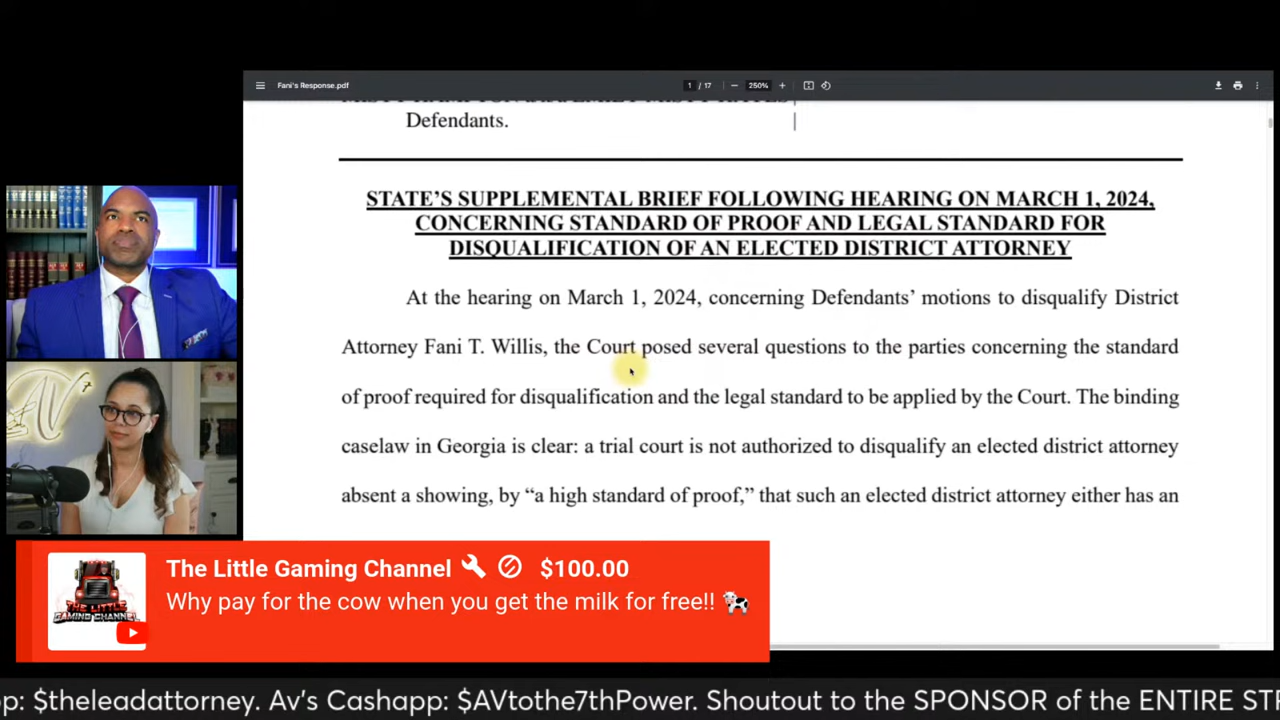 Fani's Response.pdf
1 / 17
250%
Defendants.
STATE'S SUPPLEMENTAL BRIEF FOLLOWING HEARING ON MARCH 1, 2024,
CONCERNING STANDARD OF PROOF AND LEGAL STANDARD FOR
DISQUALIFICATION OF AN ELECTED DISTRICT ATTORNEY
At the hearing on March 1, 2024, concerning Defendants' motions to disqualify District
Attorney Fani T. Willis, the Court posed several questions to the parties concerning the standard
of proof required for disqualification and the legal standard to be applied by the Court. The binding
caselaw in Georgia is clear: a trial court is not authorized to disqualify an elected district attorney
absent a showing, by “a high standard of proof,” that such an elected district attorney either has an
AV7
The Little Gaming Channel $100.00
Why pay for the cow when you get the milk for free!! 🐄
THE LITTLE
GAMING CHANNEL
pp: $theleadattorney. Av's Cashapp: $AVtothe7thPower. Shoutout to the SPONSOR of the ENTIRE STR